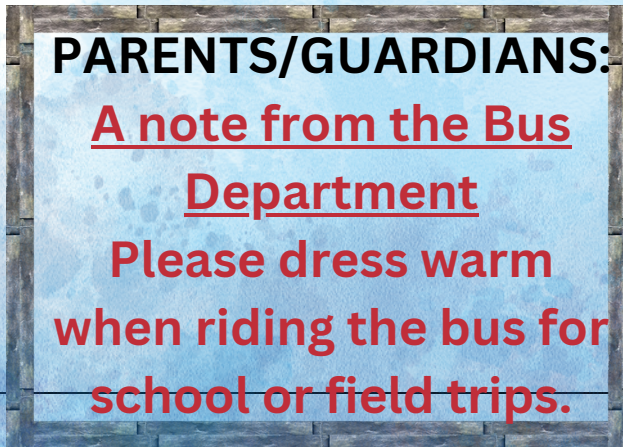 PARENTS/GUARDIANS:
A note from the Bus
Department
Please dress warm
when riding the bus for
school or field trips.